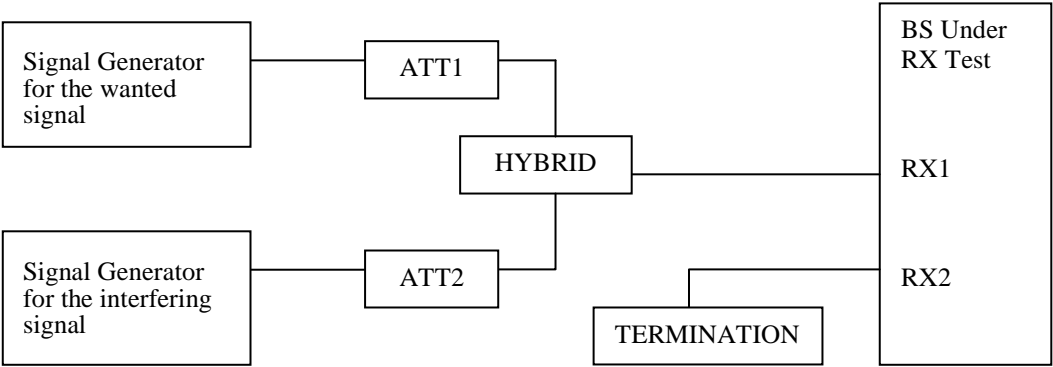 Signal Generator
for the wanted
signal
ATT1
HYBRID
Signal Generator
for the interfering
signal
ATT2
TERMINATION
BS Under
RX Test
RX1
RX2